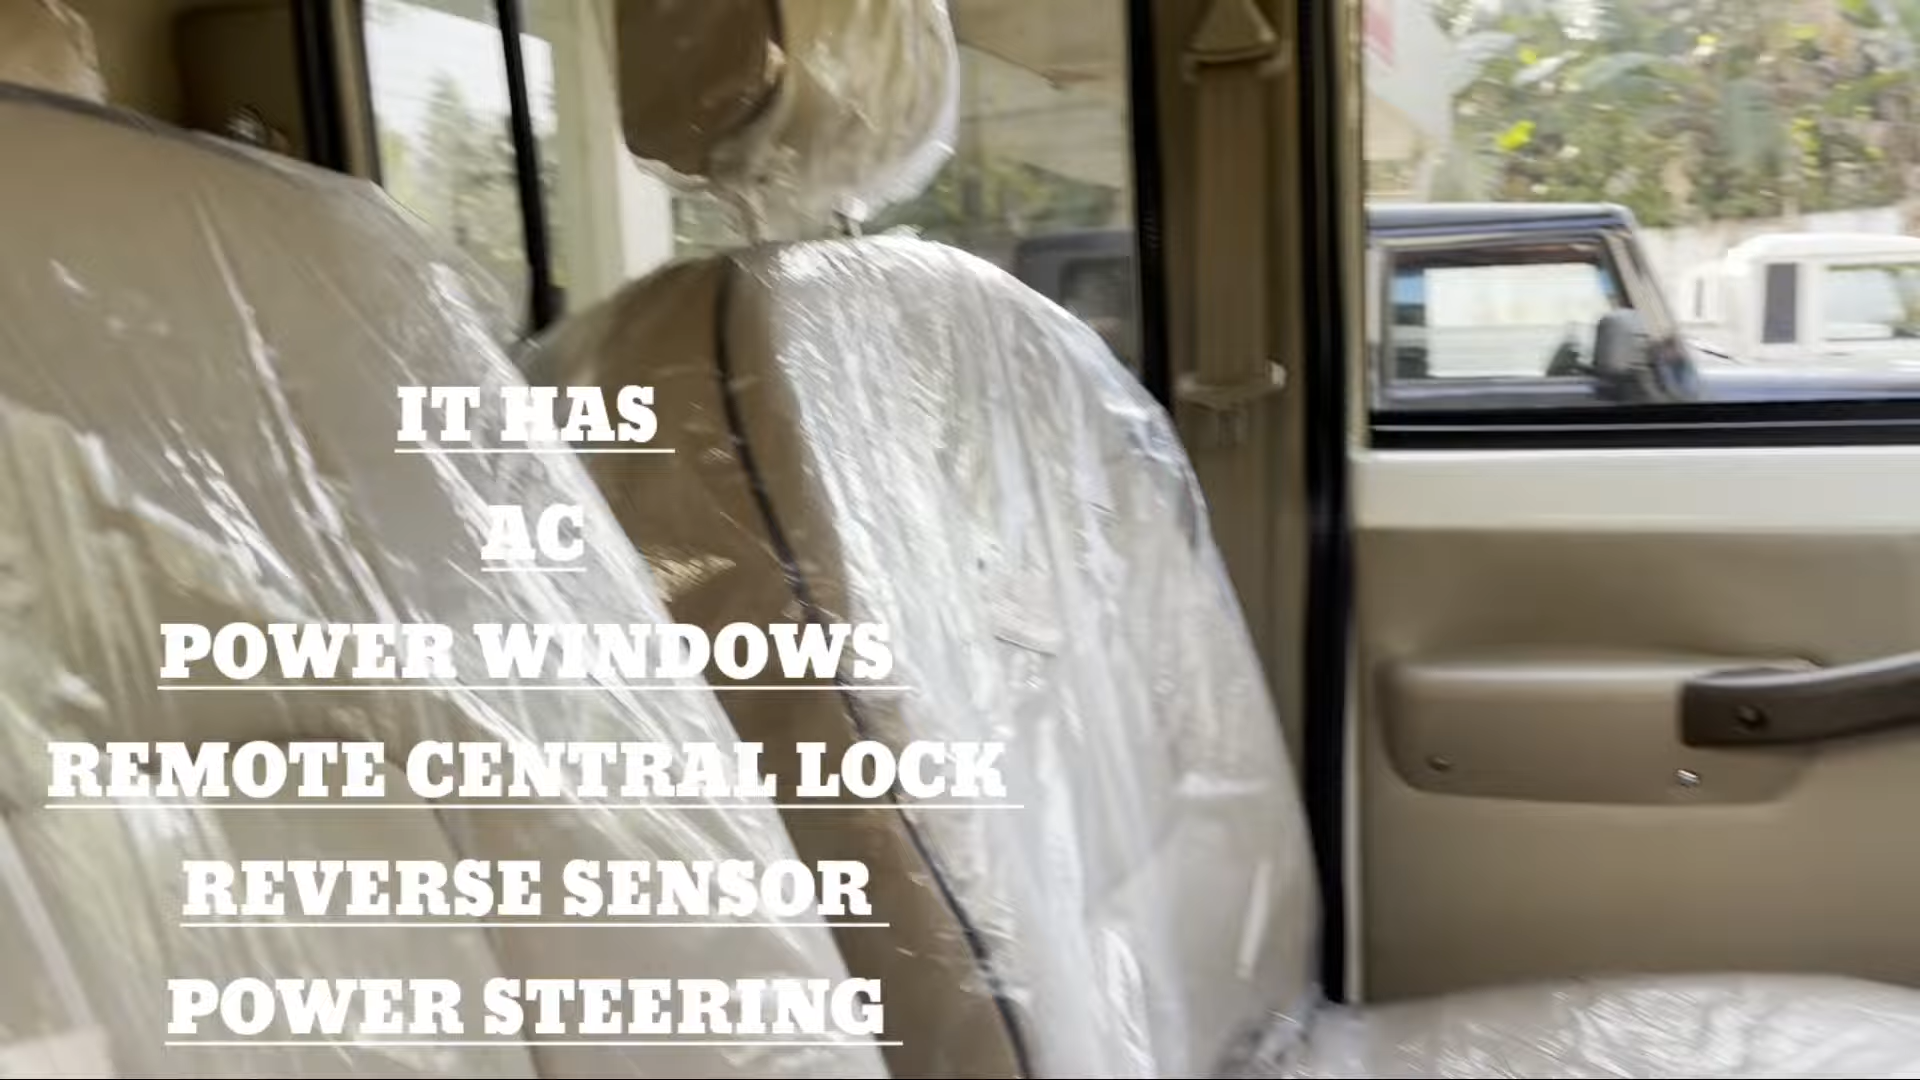 IT HAS
AC
POWER WINDOWS
REMOTE CENTRAL LOCK
REVERSE SENSOR
POWER STEERING